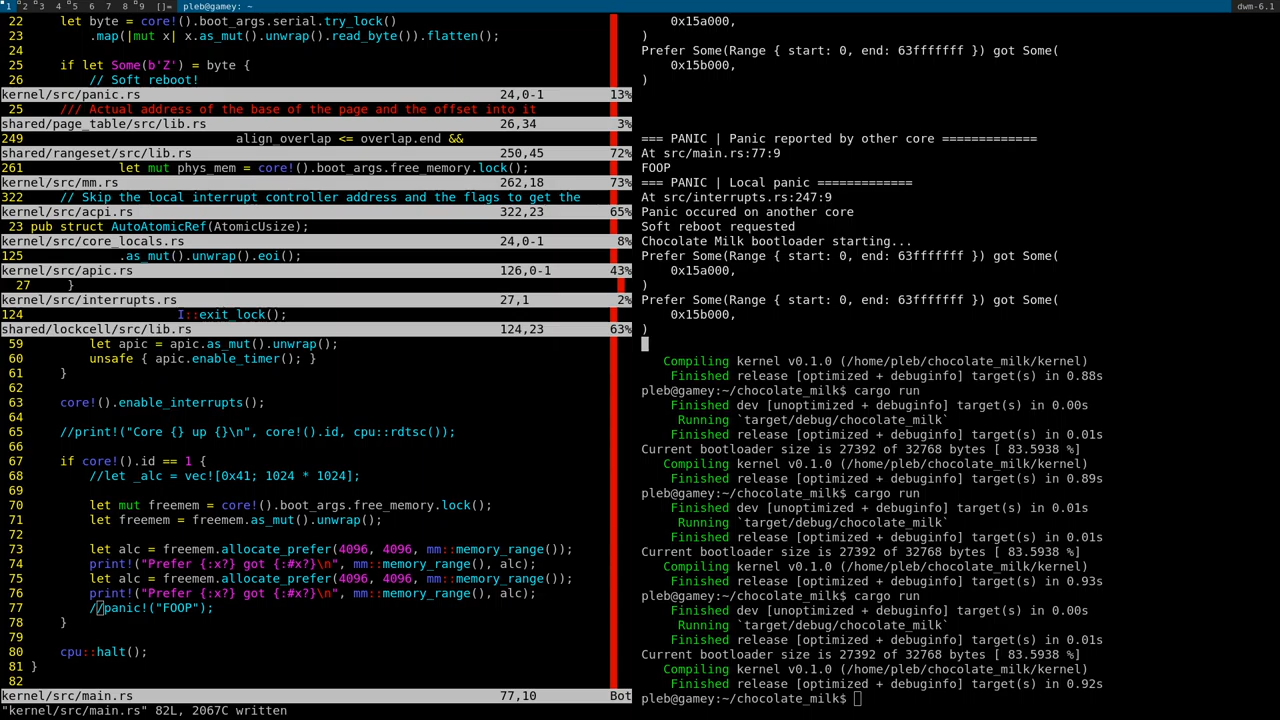 1 2 3 4 5 6 7 8 9 []= pleb@gamey: ~ dwm-6.1
22 let byte = core!().boot_args.serial.try_lock()
23 .map(|mut x| x.as_mut().unwrap().read_byte()).flatten();
24
25 if let Some(b'Z') = byte {
26 // Soft reboot!
kernel/src/panic.rs 24,0-1 13%
25 /// Actual address of the base of the page and the offset into it
shared/page_table/src/lib.rs 26,34 3%
249 align_overlap <= overlap.end &&
shared/rangeset/src/lib.rs 250,45 72%
261 let mut phys_mem = core!().boot_args.free_memory.lock();
kernel/src/mm.rs 262,18 73%
322 // Skip the local interrupt controller address and the flags to get the
kernel/src/acpi.rs 322,23 65%
23 pub struct AutoAtomicRef(AtomicUsize);
kernel/src/core_locals.rs 24,0-1 8%
125 .as_mut().unwrap().eoi();
kernel/src/apic.rs 126,0-1 43%
27 }
kernel/src/interrupts.rs 27,1 2%
124 I::exit_lock();
shared/lockcell/src/lib.rs 124,23 63%
59 let apic = apic.as_mut().unwrap();
60 unsafe { apic.enable_timer(); }
61 }
62
63 core!().enable_interrupts();
64
65 //print!("Core {} up {}\n", core!().id, cpu::rdtsc());
66
67 if core!().id == 1 {
68 //let _alc = vec![0x41; 1024 * 1024];
69
70 let mut freemem = core!().boot_args.free_memory.lock();
71 let freemem = freemem.as_mut().unwrap();
72
73 let alc = freemem.allocate_prefer(4096, 4096, mm::memory_range());
74 print!("Prefer {:x?} got {:#x?}\n", mm::memory_range(), alc);
75 let alc = freemem.allocate_prefer(4096, 4096, mm::memory_range());
76 print!("Prefer {:x?} got {:#x?}\n", mm::memory_range(), alc);
77 //panic!("FOOP");
78 }
79
80 cpu::halt();
81 }
82
kernel/src/main.rs 77,10 Bot
"kernel/src/main.rs" 82L, 2067C written
0x15a000,
)
Prefer Some(Range { start: 0, end: 63fffffff }) got Some(
0x15b000,
)
=== PANIC | Panic reported by other core =============
At src/main.rs:77:9
FOOP
=== PANIC | Local panic =============
At src/interrupts.rs:247:9
Panic occured on another core
Soft reboot requested
Chocolate Milk bootloader starting...
Prefer Some(Range { start: 0, end: 63fffffff }) got Some(
0x15a000,
)
Prefer Some(Range { start: 0, end: 63fffffff }) got Some(
0x15b000,
)
Compiling kernel v0.1.0 (/home/pleb/chocolate_milk/kernel)
Finished release [optimized + debuginfo] target(s) in 0.88s
pleb@gamey:~/chocolate_milk$ cargo run
Finished dev [unoptimized + debuginfo] target(s) in 0.00s
Running `target/debug/chocolate_milk`
Finished release [optimized + debuginfo] target(s) in 0.01s
Current bootloader size is 27392 of 32768 bytes [ 83.5938 %]
Compiling kernel v0.1.0 (/home/pleb/chocolate_milk/kernel)
Finished release [optimized + debuginfo] target(s) in 0.89s
pleb@gamey:~/chocolate_milk$ cargo run
Finished dev [unoptimized + debuginfo] target(s) in 0.00s
Running `target/debug/chocolate_milk`
Finished release [optimized + debuginfo] target(s) in 0.01s
Current bootloader size is 27392 of 32768 bytes [ 83.5938 %]
Compiling kernel v0.1.0 (/home/pleb/chocolate_milk/kernel)
Finished release [optimized + debuginfo] target(s) in 0.93s
pleb@gamey:~/chocolate_milk$ cargo run
Finished dev [unoptimized + debuginfo] target(s) in 0.00s
Running `target/debug/chocolate_milk`
Finished release [optimized + debuginfo] target(s) in 0.01s
Current bootloader size is 27392 of 32768 bytes [ 83.5938 %]
Compiling kernel v0.1.0 (/home/pleb/chocolate_milk/kernel)
Finished release [optimized + debuginfo] target(s) in 0.92s
pleb@gamey:~/chocolate_milk$